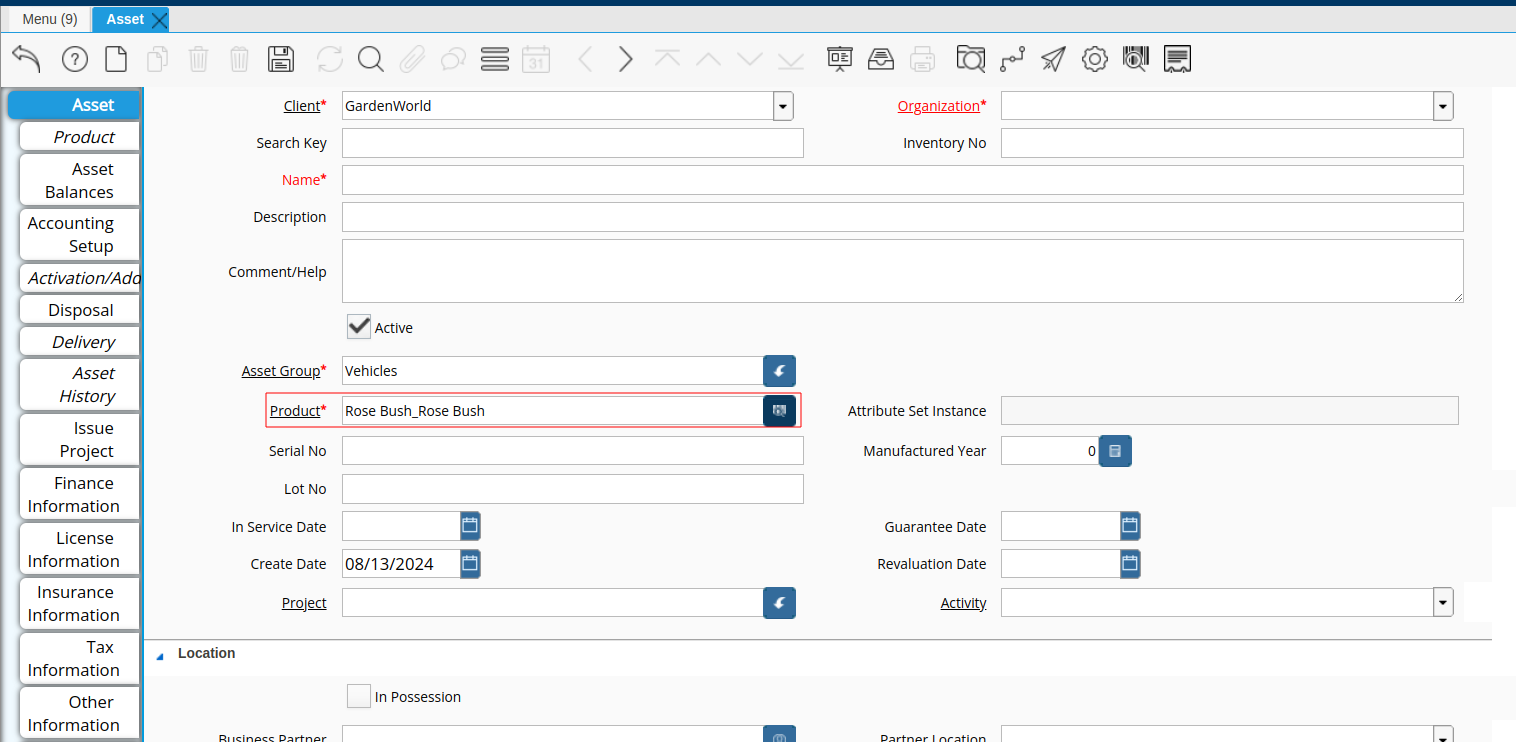 Menu (9) Asset
31
Asset
Product
Asset
Balances
Accounting
Setup
Activation/Add
Disposal
Delivery
Asset
History
Issue
Project
Finance
Information
License
Information
Insurance
Information
Tax
Information
Other
Information
Client* GardenWorld Organization*
Search Key Inventory No
Name*
Description
Comment/Help
Active
Asset Group* Vehicles
Product* Rose Bush_Rose Bush Attribute Set Instance
Serial No Manufactured Year 0
Lot No
In Service Date Guarantee Date
Create Date 08/13/2024 Revaluation Date
Project Activity
Location
In Possession
Business Partner Partner Location